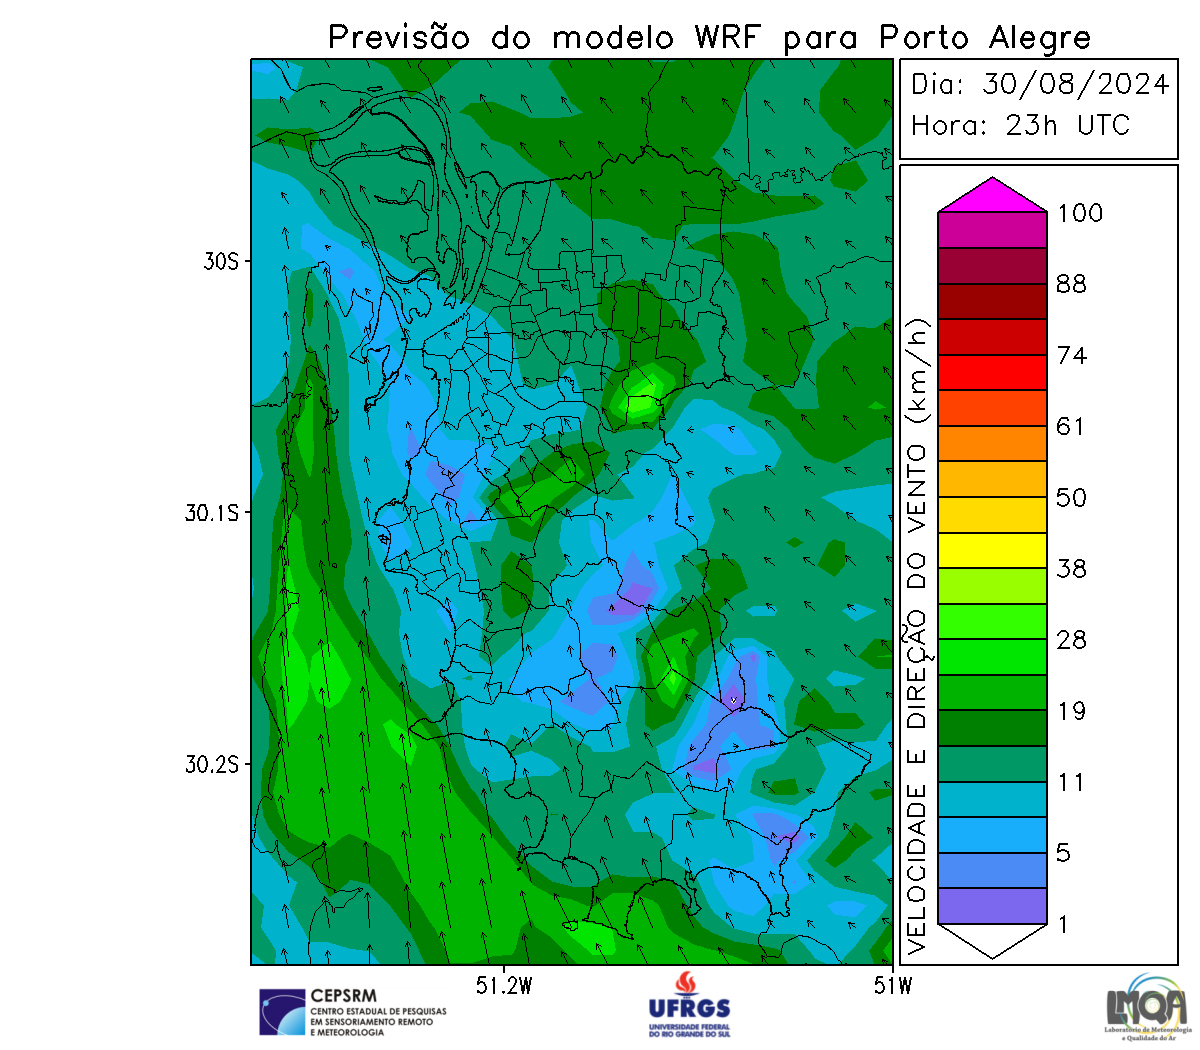 Previsão do modelo WRF para Porto Alegre
Dia: 30/08/2024
Hora: 23h UTC
100
88
74
61
50
38
28
19
11
5
1
VELOCIDADE E DIREÇÃO DO VENTO (km/h)
30S
30.1S
30.2S
51.2W
51W
CEPSRM
CENTRO ESTADUAL DE PESQUISAS
EM SENSORIAMENTO REMOTO
E METEOROLOGIA
UFRGS
UNIVERSIDADE FEDERAL
DO RIO GRANDE DO SUL
LMQA
Laboratório de Meteorologia
e Qualidade do Ar